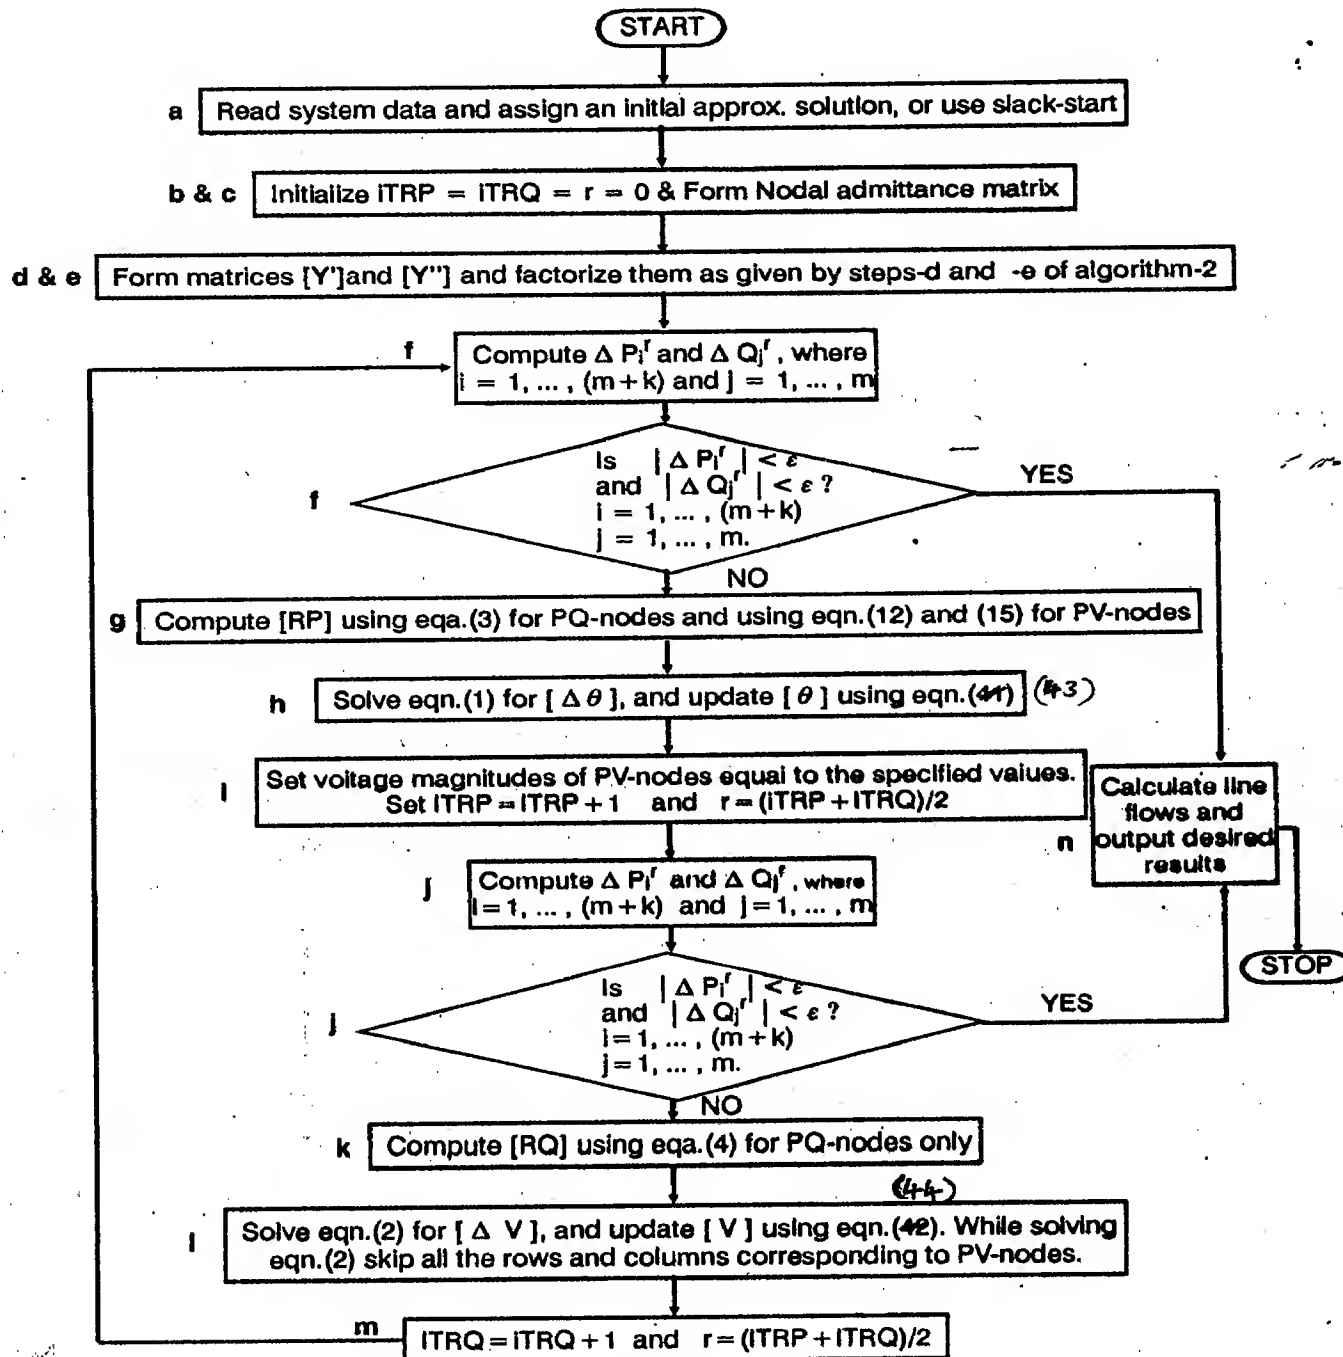 START
a Read system data and assign an initial approx. solution, or use slack-start
b & c Initialize ITRP = ITRQ = r = 0 & Form Nodal admittance matrix
d & e Form matrices [Y']and [Y''] and factorize them as given by steps-d and -e of algorithm-2
f
Compute Δ Pᵢʳ and Δ Qⱼʳ, where
i = 1, ... , (m+k) and j = 1, ... , m
f
Is | Δ Pᵢʳ | < ε
and | Δ Qⱼʳ | < ε ?
i = 1, ... , (m+k)
j = 1, ... , m.
YES
NO
g Compute [RP] using eqa.(3) for PQ-nodes and using eqn.(12) and (15) for PV-nodes
h Solve eqn.(1) for [ Δ θ ], and update [ θ ] using eqn.(41) (43)
i
Set voltage magnitudes of PV-nodes equal to the specified values.
Set ITRP = ITRP + 1 and r = (ITRP + ITRQ)/2
n
Calculate line
flows and
output desired
results
j
Compute Δ Pᵢʳ and Δ Qⱼʳ, where
i=1, ... , (m+k) and j=1, ... , m
STOP
j
Is | Δ Pᵢʳ | < ε
and | Δ Qⱼʳ | < ε ?
i=1, ... , (m+k)
j=1, ... , m.
YES
NO
k Compute [RQ] using eqa.(4) for PQ-nodes only
(44)
l
Solve eqn.(2) for [ Δ V ], and update [ V ] using eqn.(42). While solving
eqn.(2) skip all the rows and columns corresponding to PV-nodes.
m ITRQ = ITRQ + 1 and r = (ITRP + ITRQ)/2